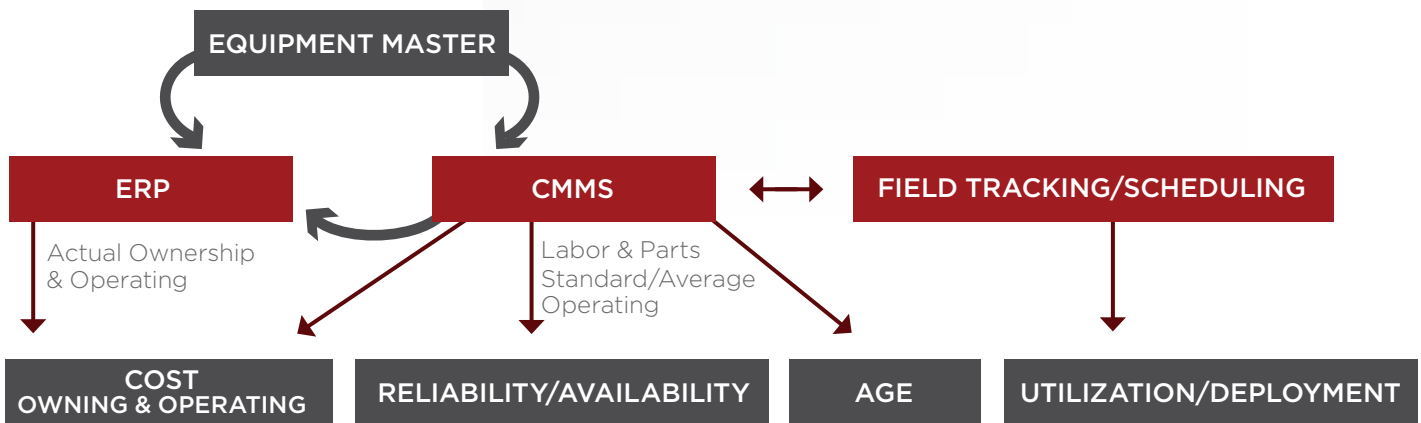 EQUIPMENT MASTER
ERP
CMMS
FIELD TRACKING/SCHEDULING
Actual Ownership
& Operating
Labor & Parts
Standard/Average
Operating
COST
OWNING & OPERATING
RELIABILITY/AVAILABILITY
AGE
UTILIZATION/DEPLOYMENT